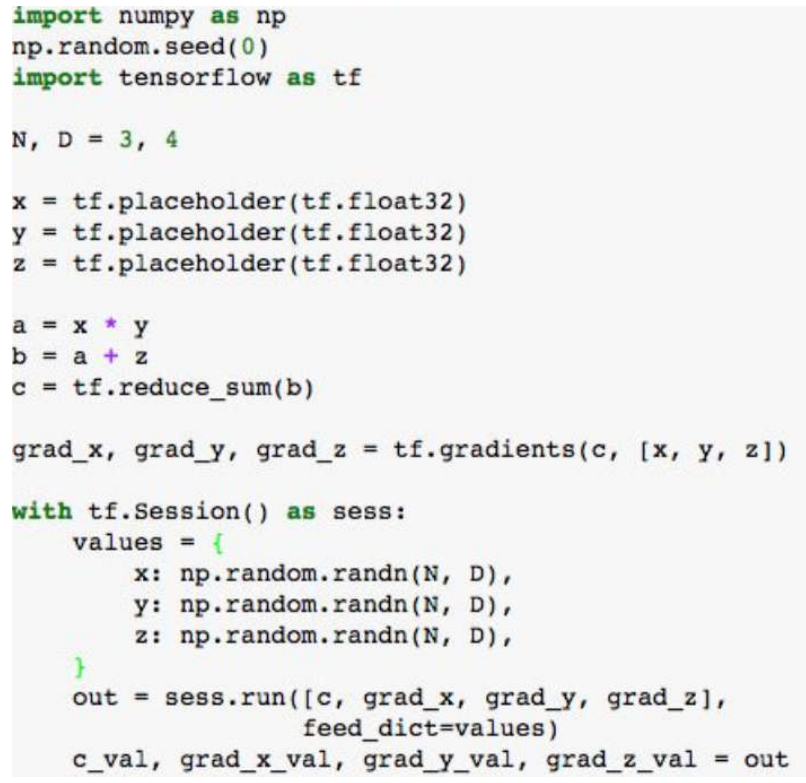 import numpy as np
np.random.seed(0)
import tensorflow as tf

N, D = 3, 4

x = tf.placeholder(tf.float32)
y = tf.placeholder(tf.float32)
z = tf.placeholder(tf.float32)

a = x * y
b = a + z
c = tf.reduce_sum(b)

grad_x, grad_y, grad_z = tf.gradients(c, [x, y, z])

with tf.Session() as sess:
    values = {
        x: np.random.randn(N, D),
        y: np.random.randn(N, D),
        z: np.random.randn(N, D),
    }
    out = sess.run([c, grad_x, grad_y, grad_z],
                   feed_dict=values)
    c_val, grad_x_val, grad_y_val, grad_z_val = out